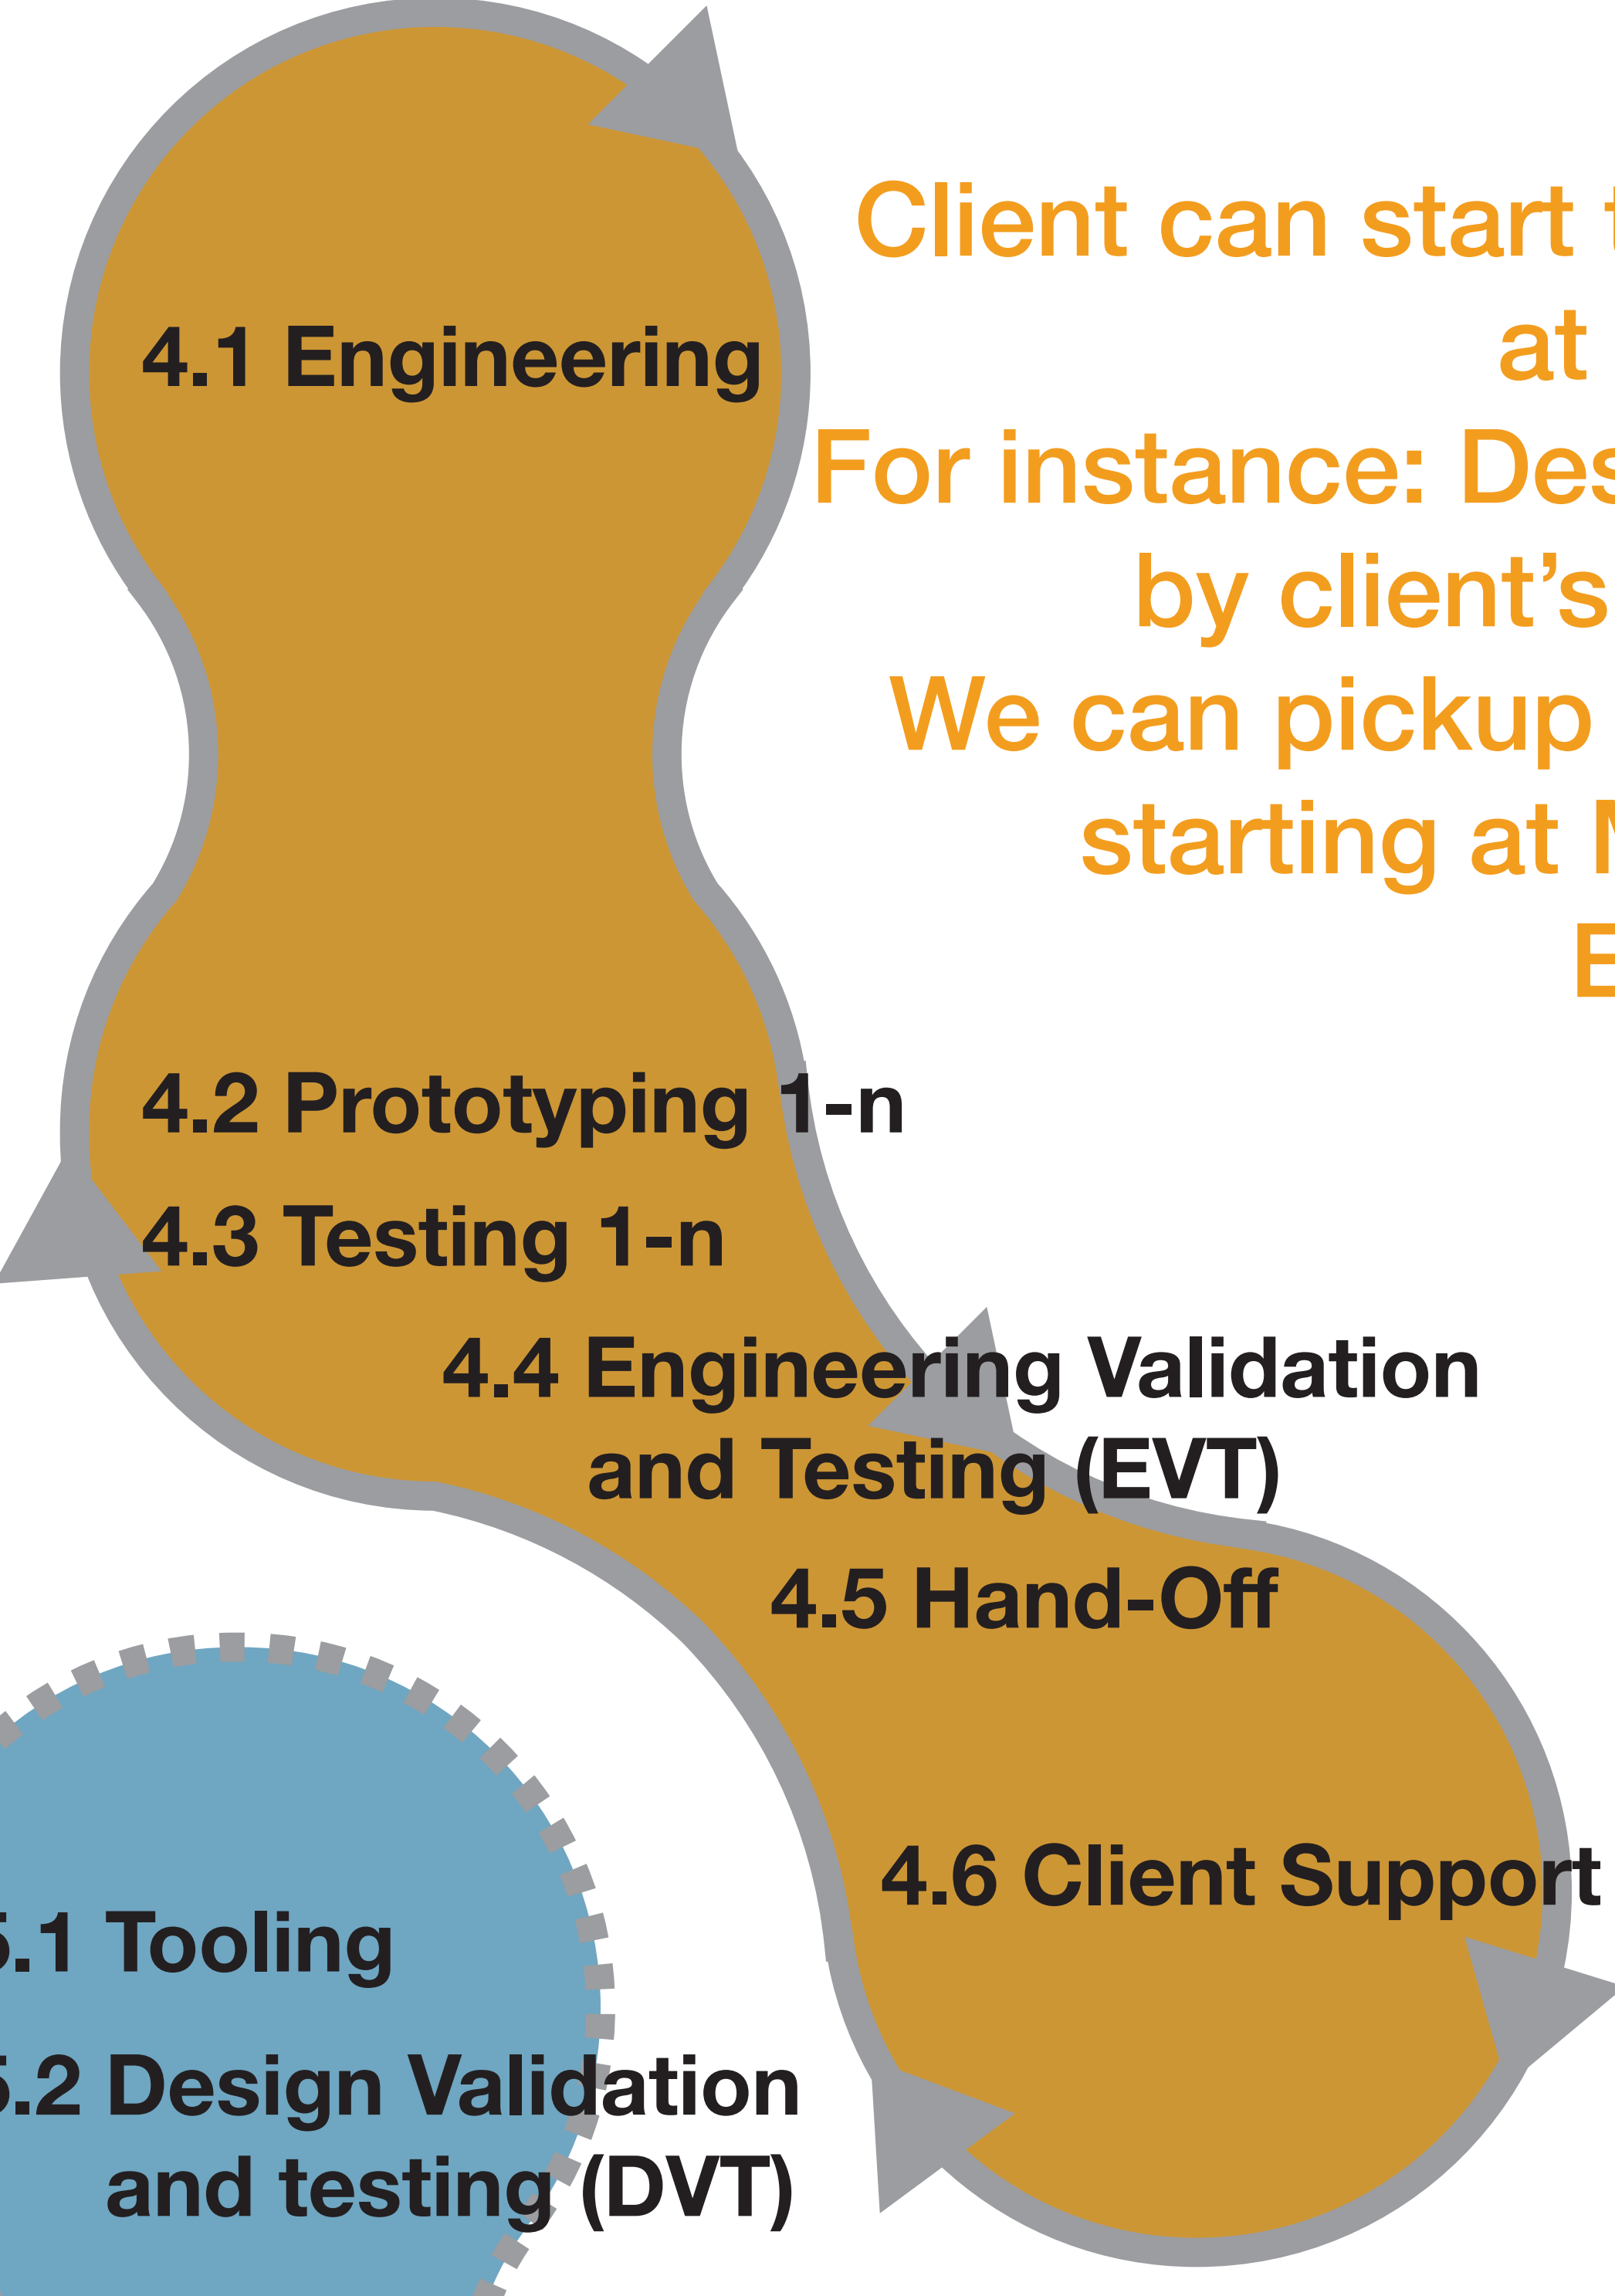 Client can start
at
4.1 Engineering
For instance:
by client's
We can pickup
starting at
4.2 Prototyping 1-n
4.3 Testing 1-n
4.4 Engineering Validation
and Testing (EVT)
4.5 Hand-Off
4.6 Client Support
.1 Tooling
.2 Design Validation
and testing (DVT)